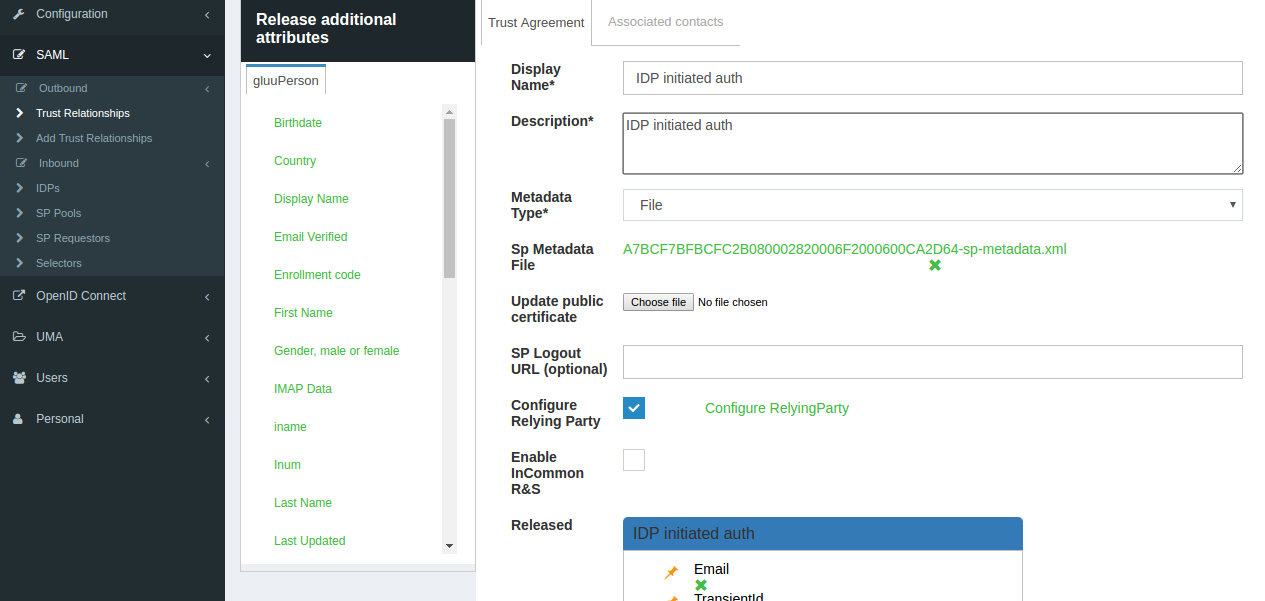 Configuration
SAML
Outbound
Trust Relationships
Add Trust Relationships
Inbound
IDPs
SP Pools
SP Requestors
Selectors
OpenID Connect
UMA
Users
Personal
Release additional
attributes
gluuPerson
Birthdate
Country
Display Name
Email Verified
Enrollment code
First Name
Gender, male or female
IMAP Data
iname
Inum
Last Name
Last Updated
Trust Agreement
Associated contacts
Display
Name*
IDP initiated auth
Description*
IDP initiated auth
Metadata
Type*
File
Sp Metadata
File
A7BCF7BFBCFC2B080002820006F2000600CA2D64-sp-metadata.xml
Update public
certificate
Choose file No file chosen
SP Logout
URL (optional)
Configure
Relying Party
Configure RelyingParty
Enable
InCommon
R&S
Released
IDP initiated auth
Email
TransientId